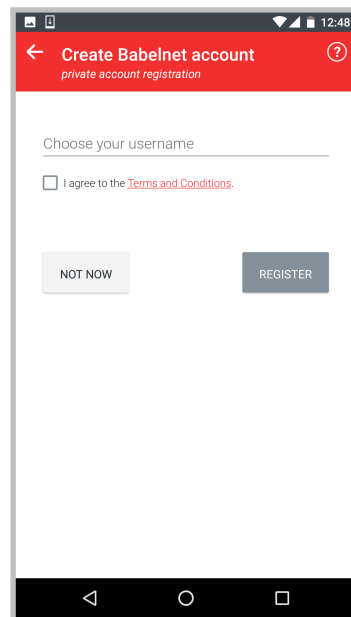 12:48
Create Babelnet account
?
private account registration
Choose your username
I agree to the Terms and Conditions.
NOT NOW
REGISTER